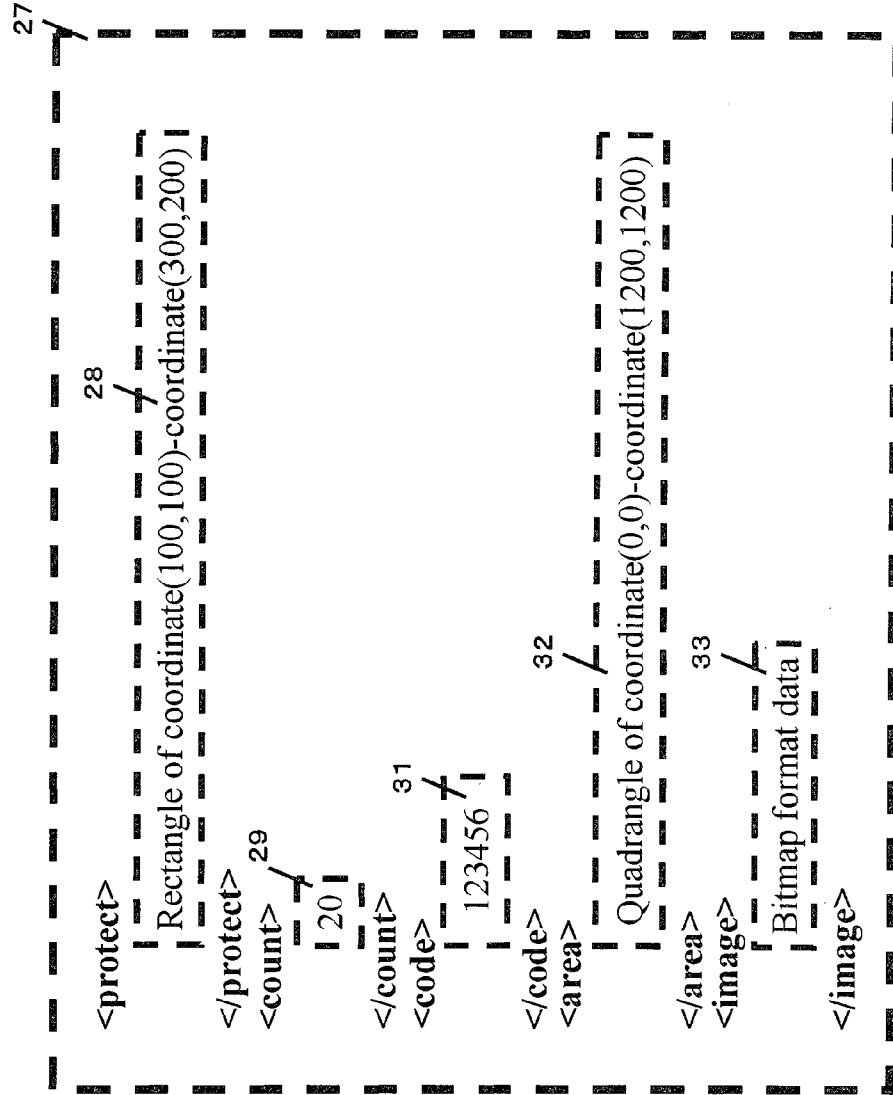 27
<protect>
28
Rectangle of coordinate(100,100)-coordinate(300,200)
</protect>
<count>
29
20
</count>
<code>
31
123456
</code>
<area>
32
Quadrangle of coordinate(0,0)-coordinate(1200,1200)
</area>
<image>
33
Bitmap format data
</image>